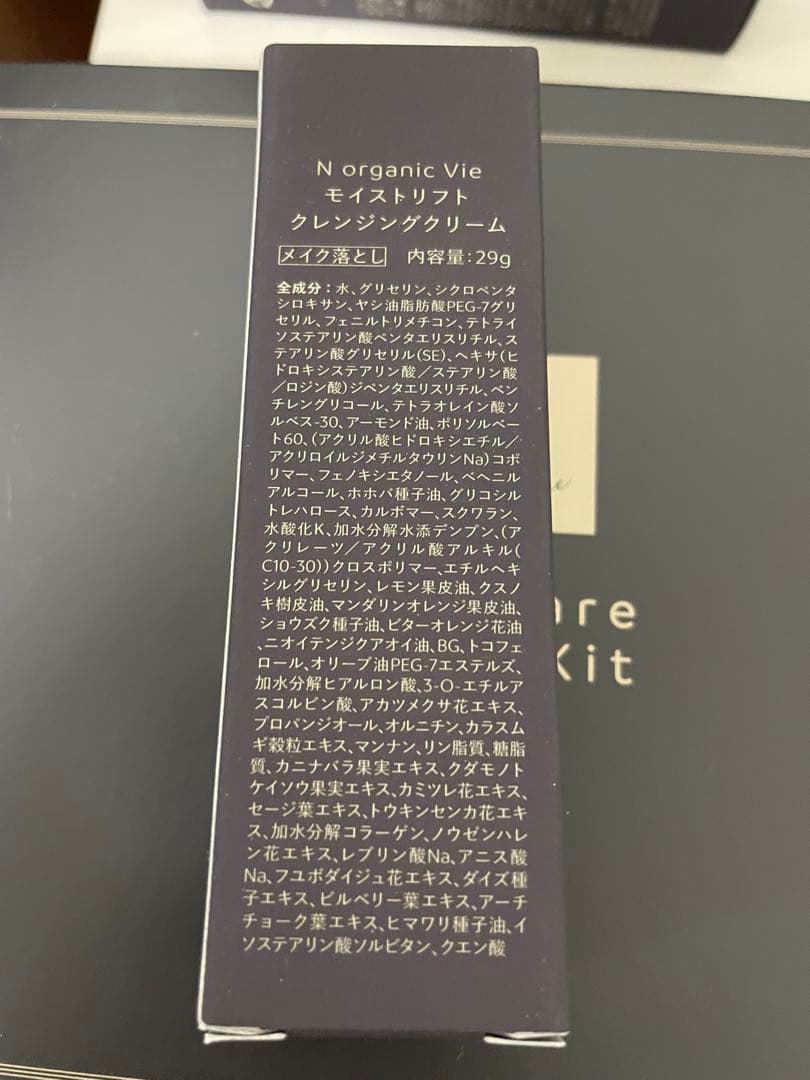 N organic Vie
モイストリフト
クレンジングクリーム
メイク落とし 内容量:29g
全成分:水、グリセリン、シクロペンタ
シロキサン、ヤシ油脂肪酸PEG-7グリ
セリル、フェニルトリメチコン、テトライ
ソステアリン酸ペンタエリスリチル、ス
テアリン酸グリセリル(SE)、ヘキサ(ヒ
ドロキシステアリン酸/ステアリン酸
/ロジン酸)ジペンタエリスリチル、ペン
チレングリコール、テトラオレイン酸ソ
ルベス-30、アーモンド油、ポリソルベー
ト60、(アクリル酸ヒドロキシエチル/
アクリロイルジメチルタウリンNa)コポ
リマー、フェノキシエタノール、ベヘニル
アルコール、ホホバ種子油、グリコシル
トレハロース、カルボマー、スクワラン、
水酸化K、加水分解水添デンプン、(ア
クリレーツ/アクリル酸アルキル(
C10-30))クロスポリマー、エチルヘキ
シルグリセリン、レモン果皮油、クスノ
キ樹皮油、マンダリンオレンジ果皮油、
ショウズク種子油、ビターオレンジ花油
、ニオイテンジクアオイ油、BG、トコフェ
ロール、オリーブ油PEG-7エステルズ、
加水分解ヒアルロン酸、3-O-エチルア
スコルビン酸、アカツメクサ花エキス、
プロパンジオール、オルニチン、カラスム
ギ穀粒エキス、マンナン、リン脂質、糖脂
質、カニナバラ果実エキス、クダモノト
ケイソウ果実エキス、カミツレ花エキス、
セージ葉エキス、トウキンセンカ花エキ
ス、加水分解コラーゲン、ノウゼンハレ
ン花エキス、レブリン酸Na、アニス酸
Na、フユボダイジュ花エキス、ダイズ種
子エキス、ビルベリー葉エキス、アーチ
チョーク葉エキス、ヒマワリ種子油、イ
ソステアリン酸ソルビタン、クエン酸
are
Kit